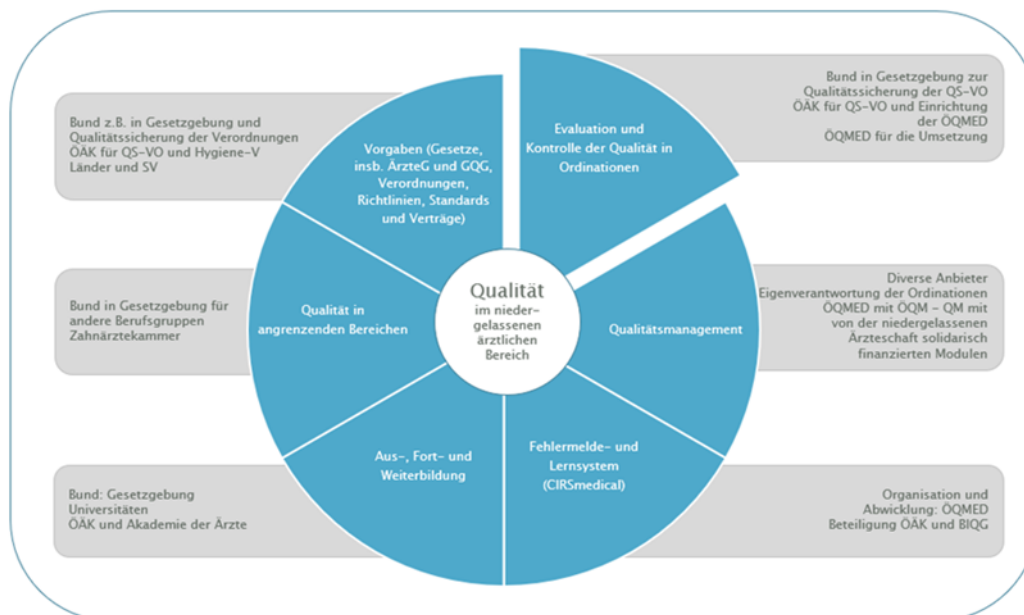 Bund z.B. in Gesetzgebung und
Qualitätssicherung der Verordnungen
ÖÄK für QS-VO und Hygiene-V
Länder und SV
Vorgaben (Gesetze,
insb. ÄrzteG und GQG,
Verordnungen,
Richtlinien, Standards
und Verträge)
Evaluation und
Kontrolle der Qualität in
Ordinationen
Bund in Gesetzgebung zur
Qualitätssicherung der QS-VO
ÖÄK für QS-VO und Einrichtung
der ÖQMED
ÖQMED für die Umsetzung
Bund in Gesetzgebung für
andere Berufsgruppen
Zahnärztekammer
Qualität in
angrenzenden Bereichen
Qualität
im nieder-
gelassenen
ärztlichen
Bereich
Qualitätsmanagement
Diverse Anbieter
Eigenverantwortung der Ordinationen
ÖQMED mit ÖQM – QM mit
von der niedergelassenen
Ärzteschaft solidarisch
finanzierten Modulen
Bund: Gesetzgebung
Universitäten
ÖÄK und Akademie der Ärzte
Aus-, Fort- und
Weiterbildung
Fehlermelde- und
Lernsystem
(CIRSmedical)
Organisation und
Abwicklung: ÖQMED
Beteiligung ÖÄK und BIQG